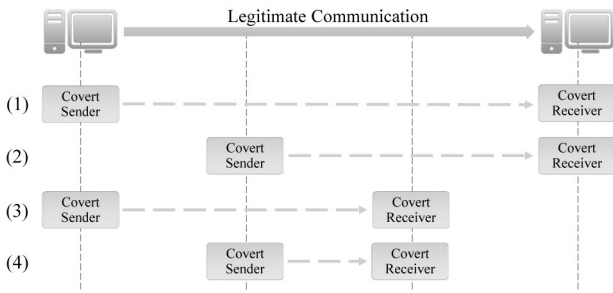 Legitimate Communication
(1)
Covert
Sender
Covert
Receiver
(2)
Covert
Sender
Covert
Receiver
(3)
Covert
Sender
Covert
Receiver
(4)
Covert
Sender
Covert
Receiver